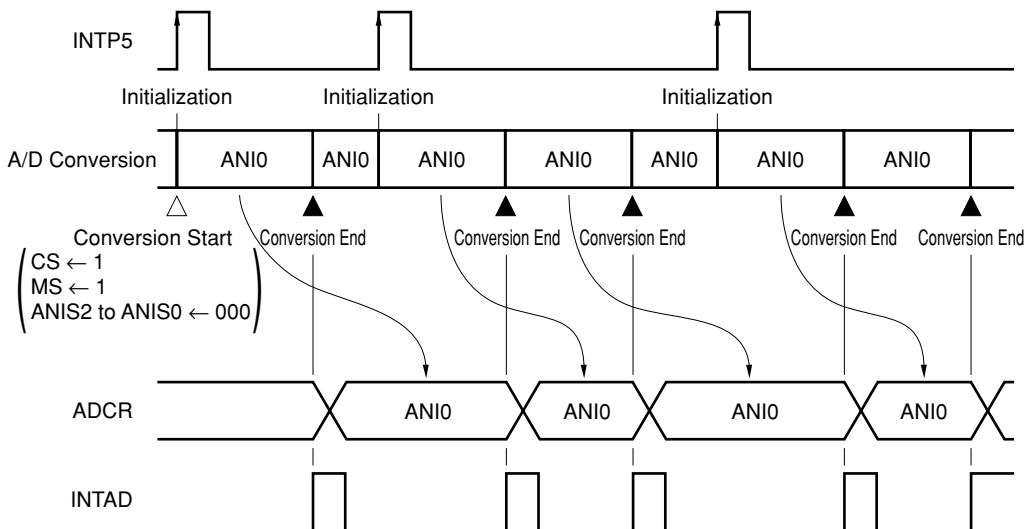 INTP5
Initialization Initialization Initialization
A/D Conversion ANI0 ANI0 ANI0 ANI0 ANI0 ANI0 ANI0
Conversion Start Conversion End Conversion End Conversion End Conversion End Conversion End
CS ← 1
MS ← 1
ANIS2 to ANIS0 ← 000
ADCR ANI0 ANI0 ANI0 ANI0
INTAD